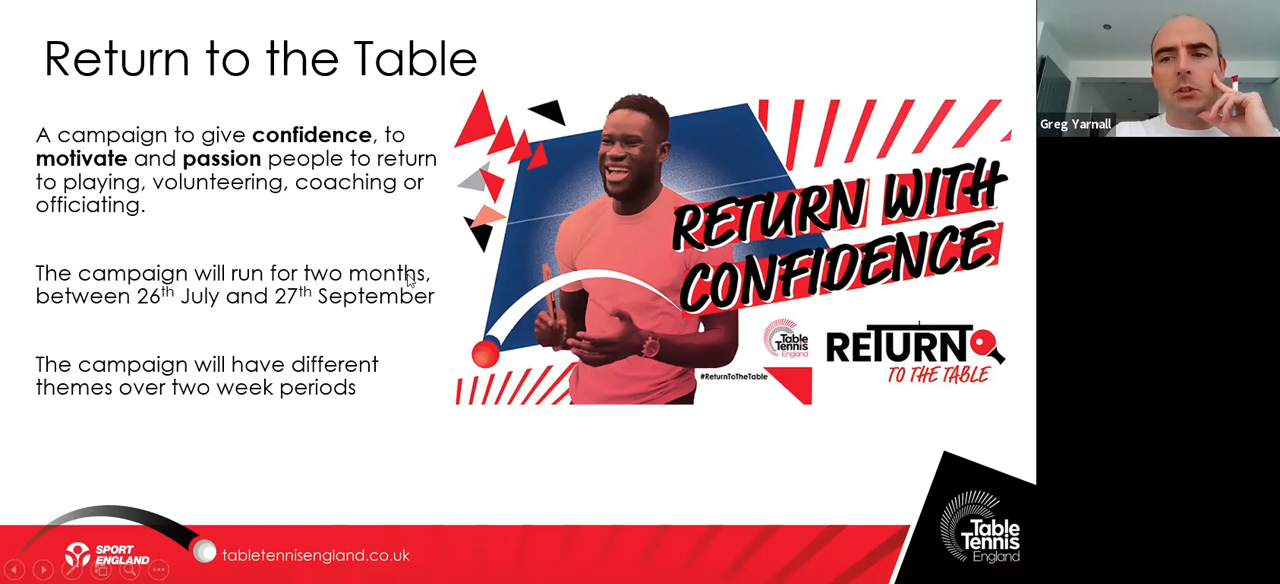 Return to the Table
A campaign to give confidence, to
motivate and passion people to return
to playing, volunteering, coaching or
officiating.
The campaign will run for two months,
between 26th July and 27th September
The campaign will have different
themes over two week periods
RETURN WITH
CONFIDENCE
Table
Tennis
England
#ReturnToTheTable
RETURN
TO THE TABLE
Greg Yarnall
SPORT
ENGLAND
tabletennisengland.co.uk
Table
Tennis
England